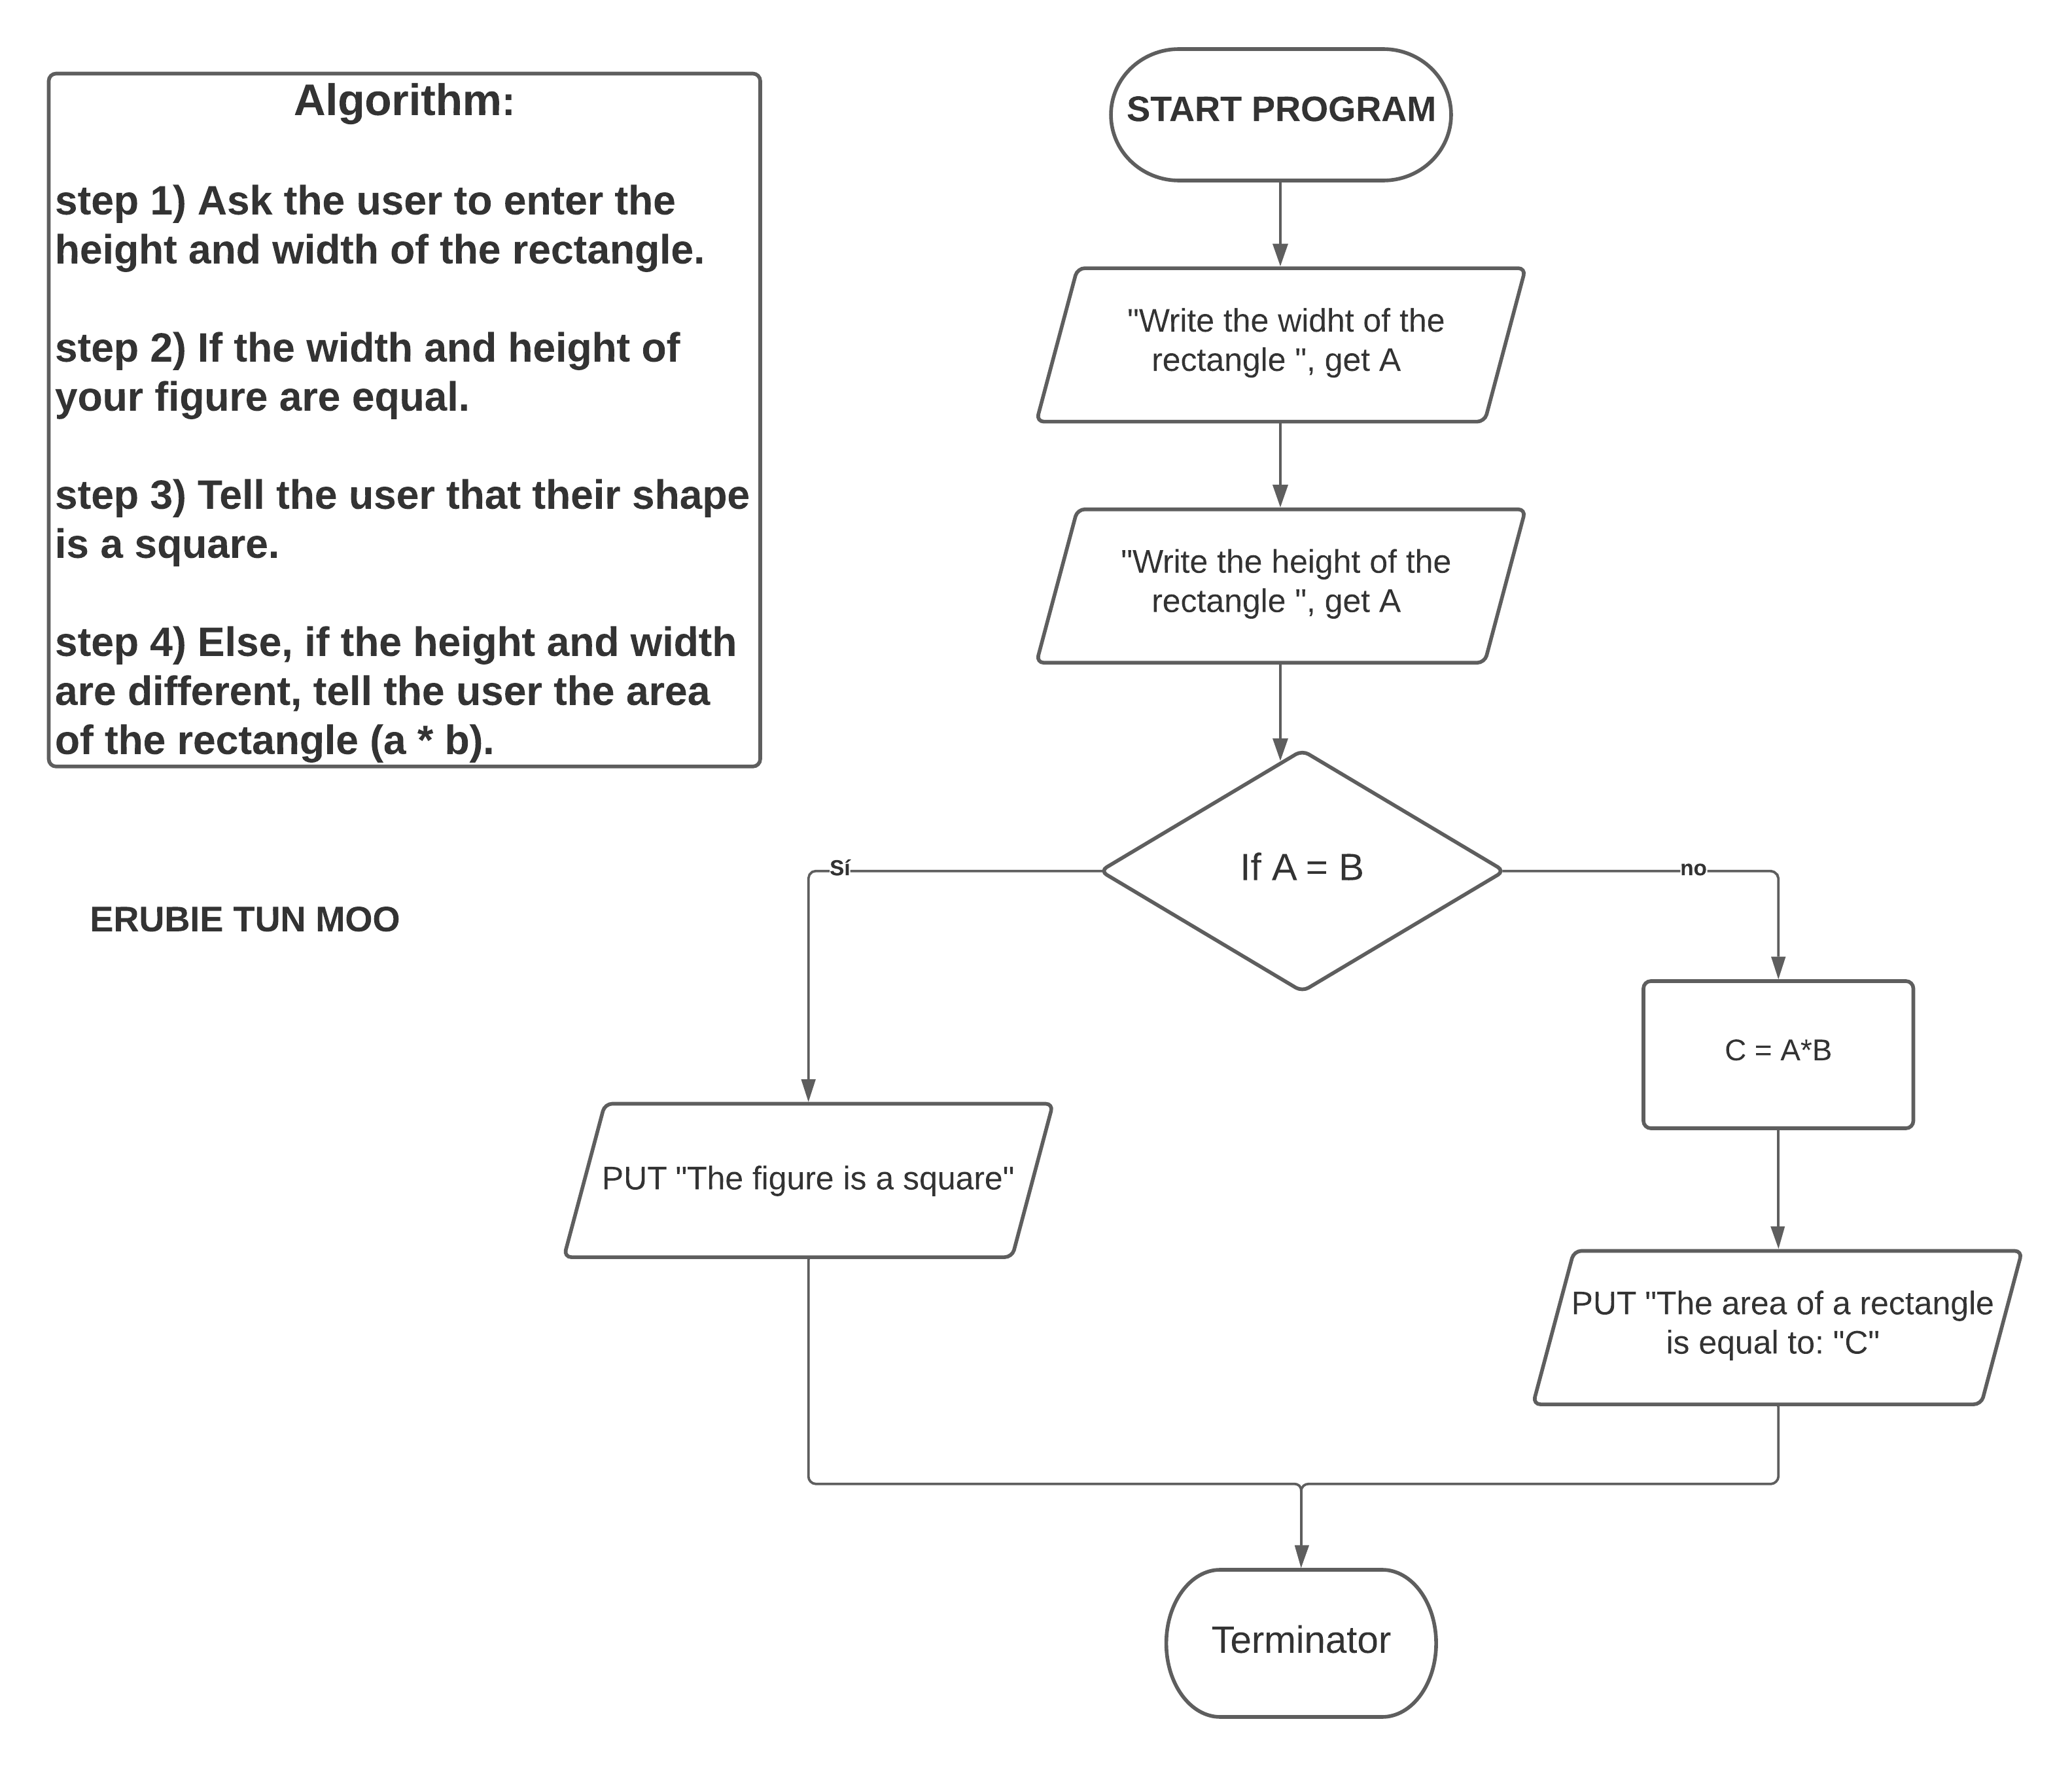 Algorithm:
step 1) Ask the user to enter the
height and width of the rectangle.
step 2) If the width and height of
your figure are equal.
step 3) Tell the user that their shape
is a square.
step 4) Else, if the height and width
are different, tell the user the area
of the rectangle (a * b).
ERUBIE TUN MOO
START PROGRAM
"Write the widht of the
rectangle ", get A
"Write the height of the
rectangle ", get A
If A = B
Sí
no
PUT "The figure is a square"
C = A*B
PUT "The area of a rectangle
is equal to: "C"
Terminator